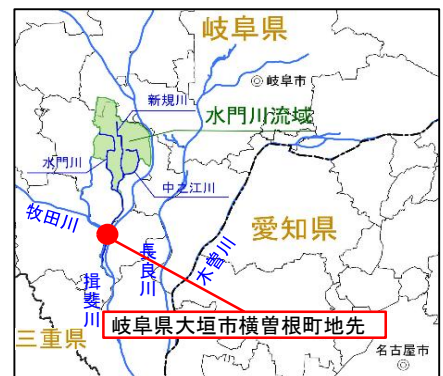 岐阜県
◎岐阜市
新規川
水門川流域
水門川
中之江川
牧田川
愛知県
揖斐川
長良川
木曽川
岐阜県大垣市横曽根町地先
三重県
名古屋市
◎